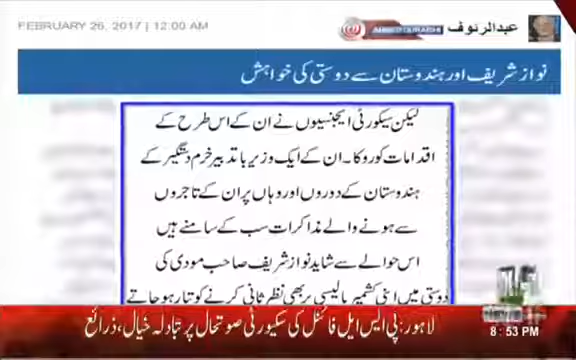 FEBRUARY 26, 2017 | 12:00 AM
عبدالرئوف
نواز شریف اور ہندوستان سے دوستی کی خواہش
لیکن سیکورٹی ایجنسیوں نے ان کے اس طرح کے
اقدامات کو روکا۔ ان کے ایک وزیر باتدبیر خرم دستگیر کے
ہندوستان کے دوروں اور وہاں پر ان کے تاجروں
سے ہونے والے مذاکرات سب کے سامنے ہیں
اس حوالے سے شاید نواز شریف صاحب مودی کی
دوستی میں اپنی کشمیر پالیسی پر بھی نظر ثانی کرنے کو تیار ہو جاتے
لاہور: پی ایس ایل فائنل کی سکیورٹی صوتحال پر تبادلہ خیال، ذرائع
8:53 PM